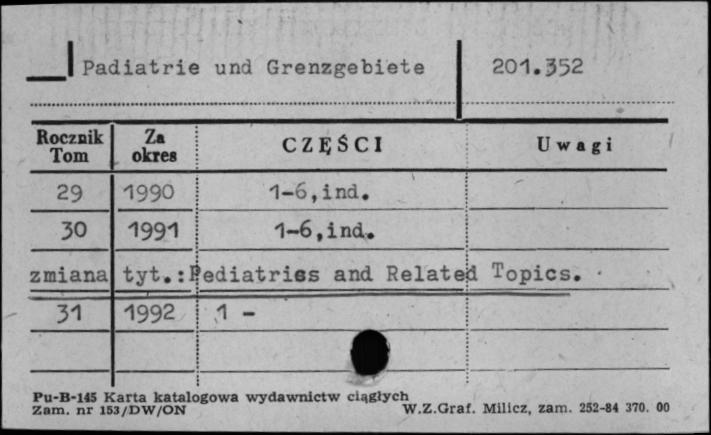 Padiatrie und Grenzgebiete 201.352
Rocznik Tom Za okres CZĘŚCI Uwagi
29 1990 1-6,ind.
30 1991 1-6,ind.
zmiana tyt.:Pediatrics and Related Topics.
31 1992 1 -
Pu-B-145 Karta katalogowa wydawnictw ciągłych
Zam. nr 153/DW/ON W.Z.Graf. Milicz, zam. 252-84 370. 00